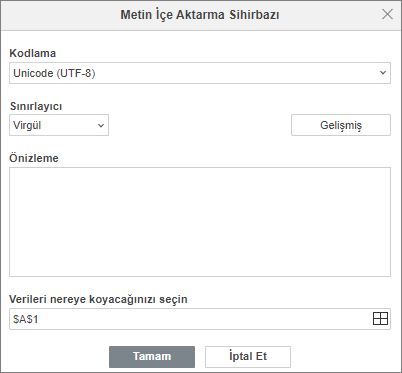 Metin İçe Aktarma Sihirbazı
Kodlama
Unicode (UTF-8)
Sınırlayıcı
Virgül
Gelişmiş
Önizleme
Verileri nereye koyacağınızı seçin
$A$1
Tamam
İptal Et